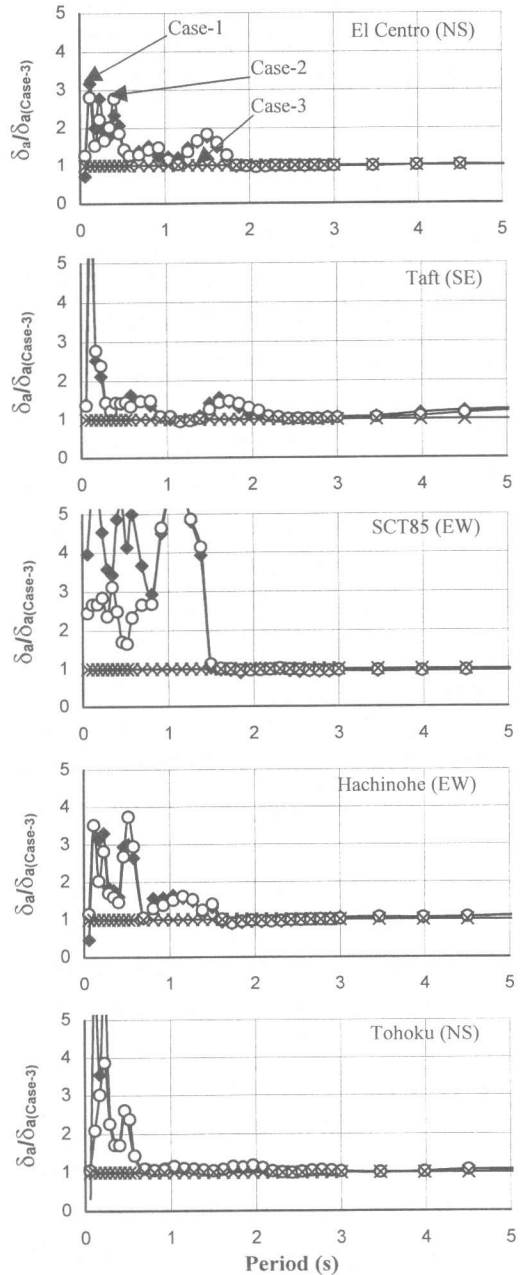 El Centro (NS)
Case-1
Case-2
Case-3
δa/δa(Case-3)
5
4
3
2
1
0
0 1 2 3 4 5
Taft (SE)
δa/δa(Case-3)
5
4
3
2
1
0
0 1 2 3 4 5
SCT85 (EW)
δa/δa(Case-3)
5
4
3
2
1
0
0 1 2 3 4 5
Hachinohe (EW)
δa/δa(Case-3)
5
4
3
2
1
0
0 1 2 3 4 5
Tohoku (NS)
δa/δa(Case-3)
5
4
3
2
1
0
0 1 2 3 4 5
Period (s)